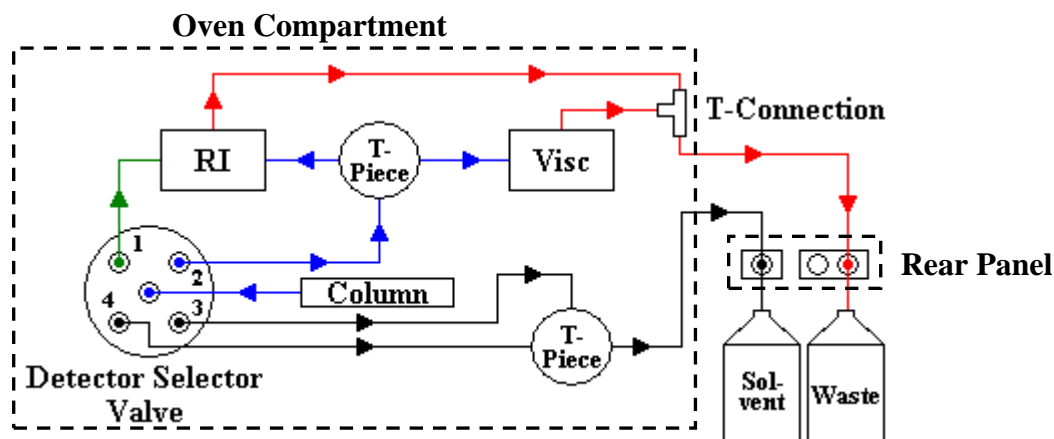 Oven Compartment
T-Connection
RI
T-
Piece
Visc
1
2
4
3
Column
Rear Panel
T-
Piece
Detector Selector
Valve
Sol-
vent
Waste